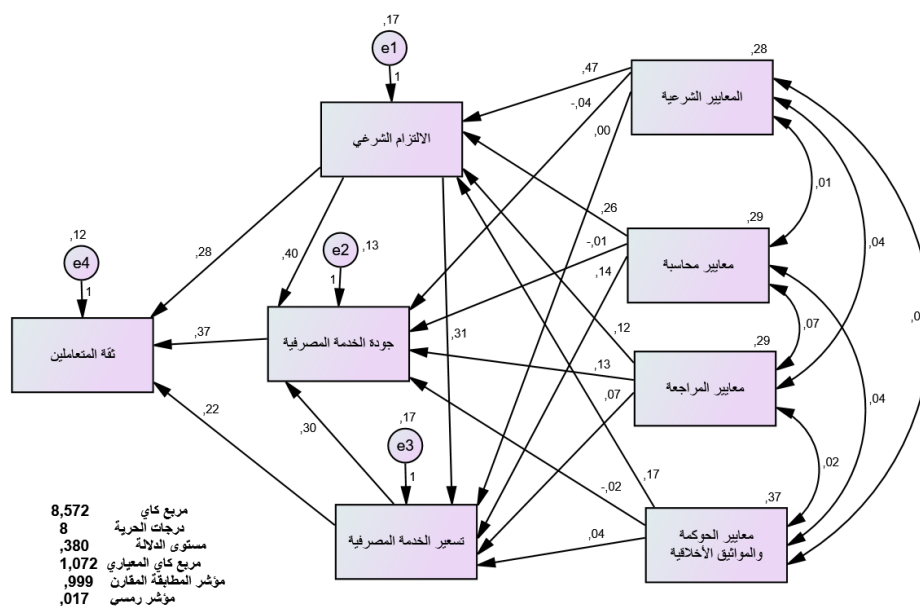 ,17
e1
1
,28
المعايير الشرعية
,47
-,04
,00
الالتزام الشرغي
,01
,26
,29
,12
e4
1
,28
,40
e2
,13
1
-,01
,14
معايير محاسبة
,04
ثقة المتعاملين
,37
جودة الخدمة المصرفية
,31
,12
,07
,29
,13
,07
معايير المراجعة
,04
,22
,30
,17
e3
1
,17
-,02
,02
,37
تسعير الخدمة المصرفية
,04
معايير الحوكمة
والمواثيق الأخلاقية
مربع كاي 8,572
درجات الحرية 8
مستوى الدلالة ,380
مربع كاي المعياري 1,072
مؤشر المطابقة المقارن ,999
مؤشر رمسي ,017